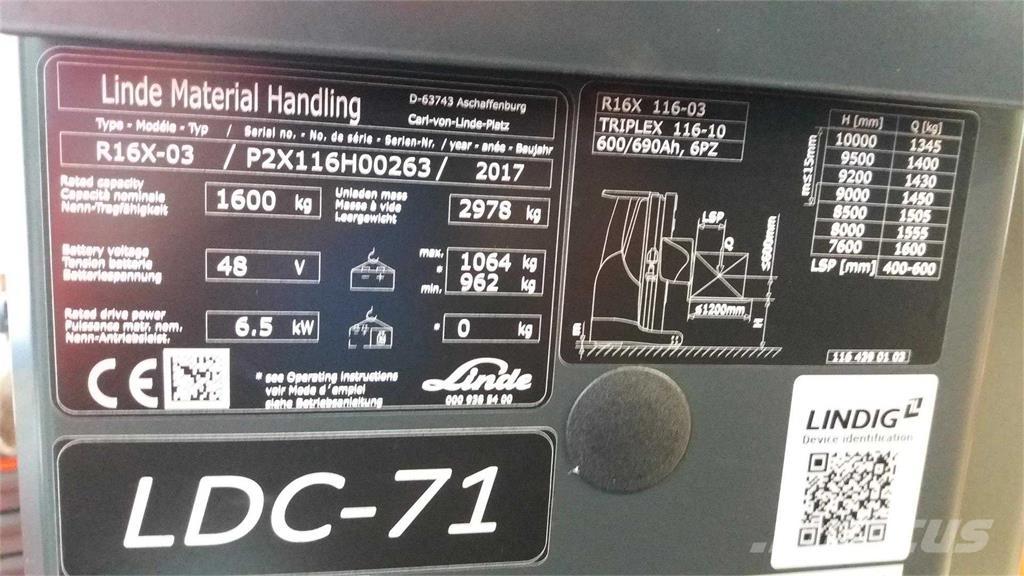 Linde Material Handling
D-63743 Aschaffenburg
Carl-von-Linde-Platz
Type - Modèle - Typ / Serial no. - No. de série - Serien-Nr. / year - année - Baujahr
R16X-03 / P2X116H00263 / 2017
Rated capacity
Capacité nominale
Nenn-Tragfähigkeit
1600 kg
Unladen mass
Masse à vide
Leergewicht
2978 kg
Battery voltage
Tension batterie
Batteriespannung
48 V
max. 1064 kg
*
min. 962 kg
Rated drive power
Puissance motr. nom.
Nenn-Antriebsleist.
6.5 kW
* 0 kg
CE
* see Operating instructions
voir Mode d'emploi
siehe Betriebsanleitung
Linde
000 938 54 00
R16X 116-03
TRIPLEX 116-10
600/690Ah, 6PZ
LSP
Q
≤600mm
≤1200mm
H
m
m≤15mm
H [mm] Q [kg]
10000 1345
9500 1400
9200 1430
9000 1450
8500 1505
8000 1555
7600 1600
LSP [mm] 400-600
116 439 01 03
LDC-71
LINDIG
Device identification